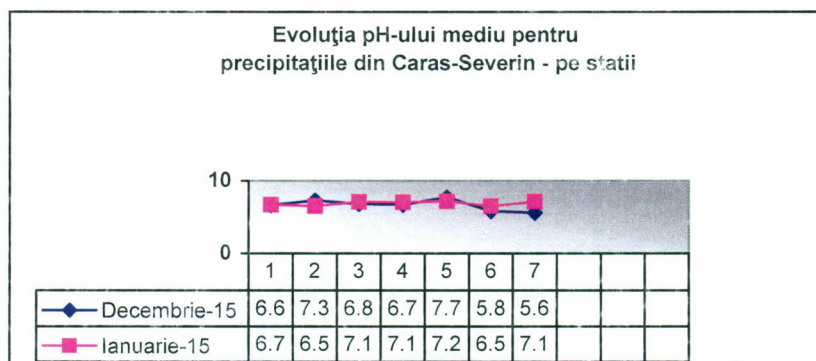 Evoluţia pH-ului mediu pentru
precipitaţiile din Caras-Severin - pe statii
10
0
1 2 3 4 5 6 7
Decembrie-15 6.6 7.3 6.8 6.7 7.7 5.8 5.6
Ianuarie-15 6.7 6.5 7.1 7.1 7.2 6.5 7.1